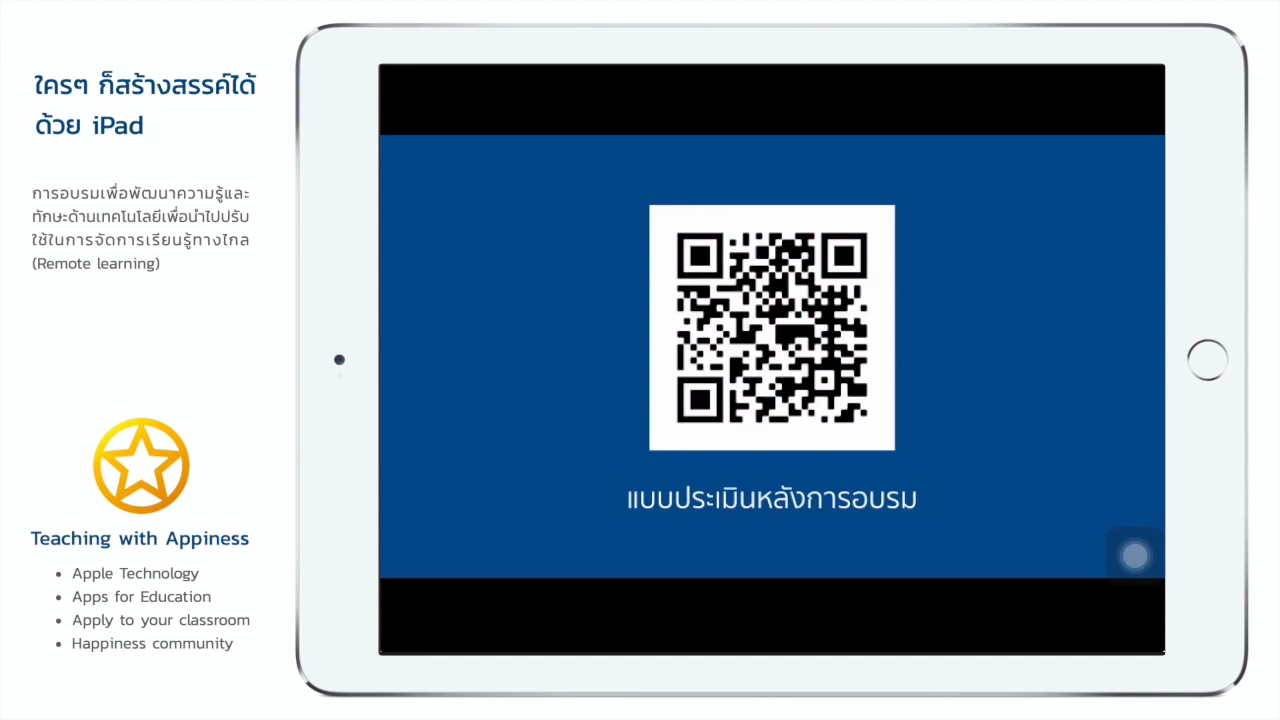 ใครๆ ก็สร้างสรรค์ได้
ด้วย iPad
การอบรมเพื่อพัฒนาความรู้และ
ทักษะด้านเทคโนโลยีเพื่อนำไปปรับ
ใช้ในการจัดการเรียนรู้ทางไกล
(Remote learning)
Teaching with Appiness
• Apple Technology
• Apps for Education
• Apply to your classroom
• Happiness community
แบบประเมินหลังการอบรม